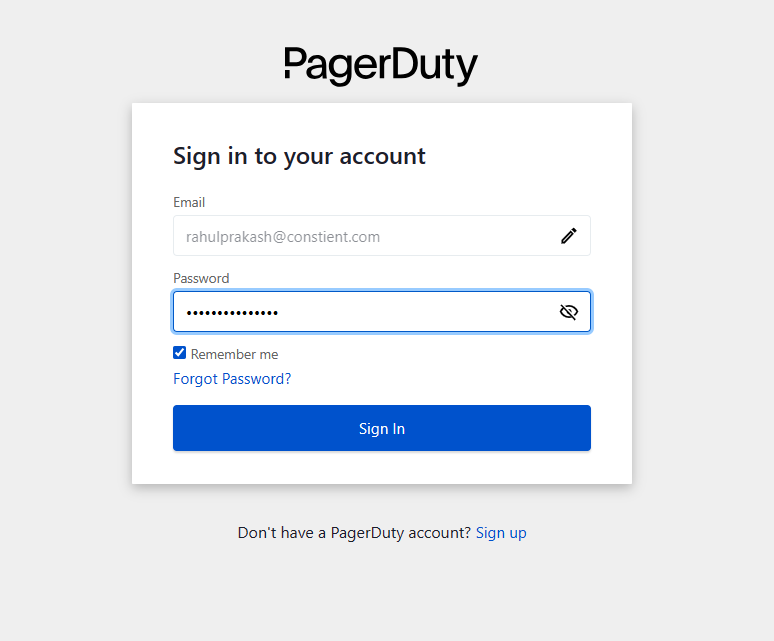 PagerDuty
Sign in to your account
Email
rahulprakash@constient.com
Password
•••••••••••••••
Remember me
Forgot Password?
Sign In
Don't have a PagerDuty account? Sign up